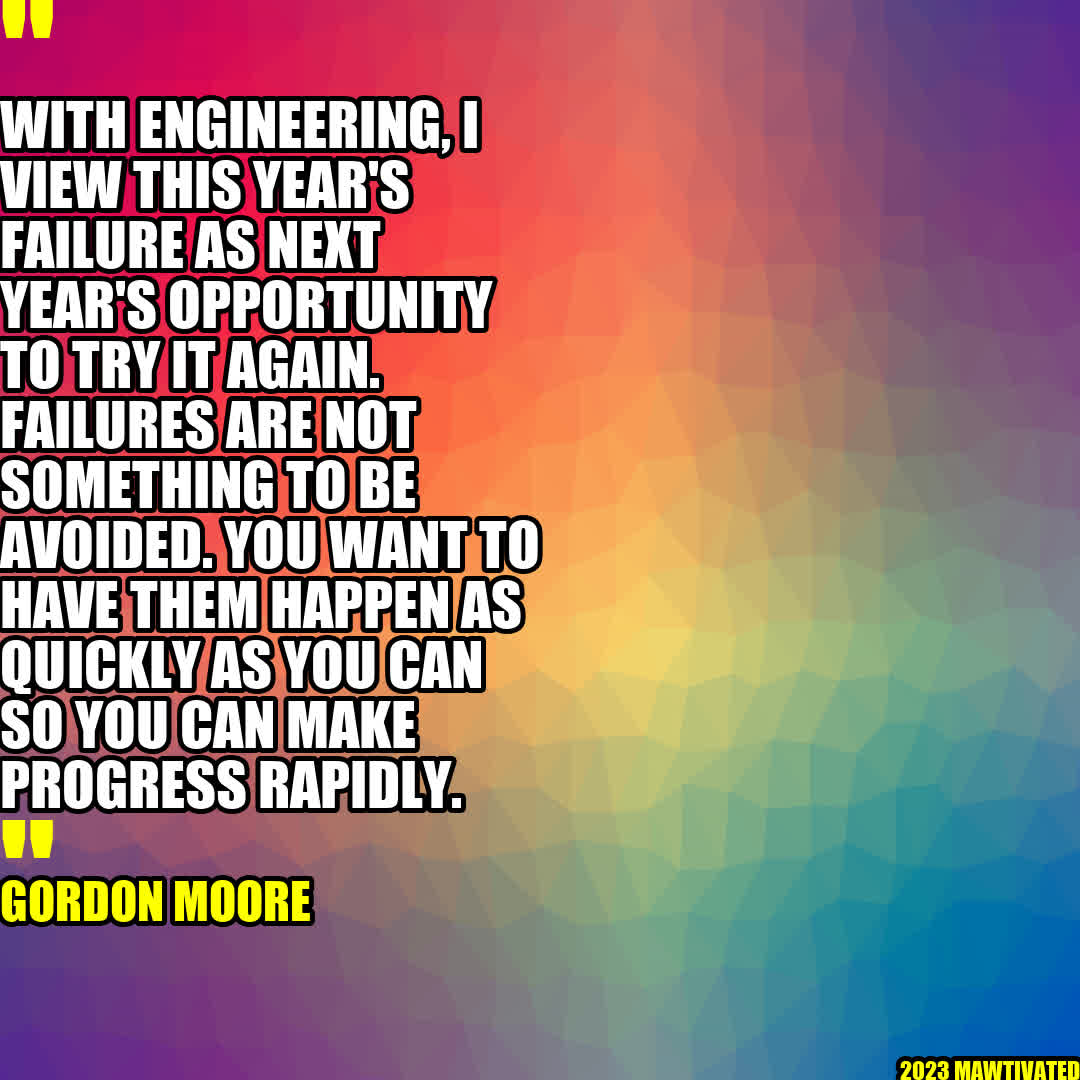 "
WITH ENGINEERING, I
VIEW THIS YEAR'S
FAILURE AS NEXT
YEAR'S OPPORTUNITY
TO TRY IT AGAIN.
FAILURES ARE NOT
SOMETHING TO BE
AVOIDED. YOU WANT TO
HAVE THEM HAPPEN AS
QUICKLY AS YOU CAN
SO YOU CAN MAKE
PROGRESS RAPIDLY.
"
GORDON MOORE
2023 MAWTIVATED